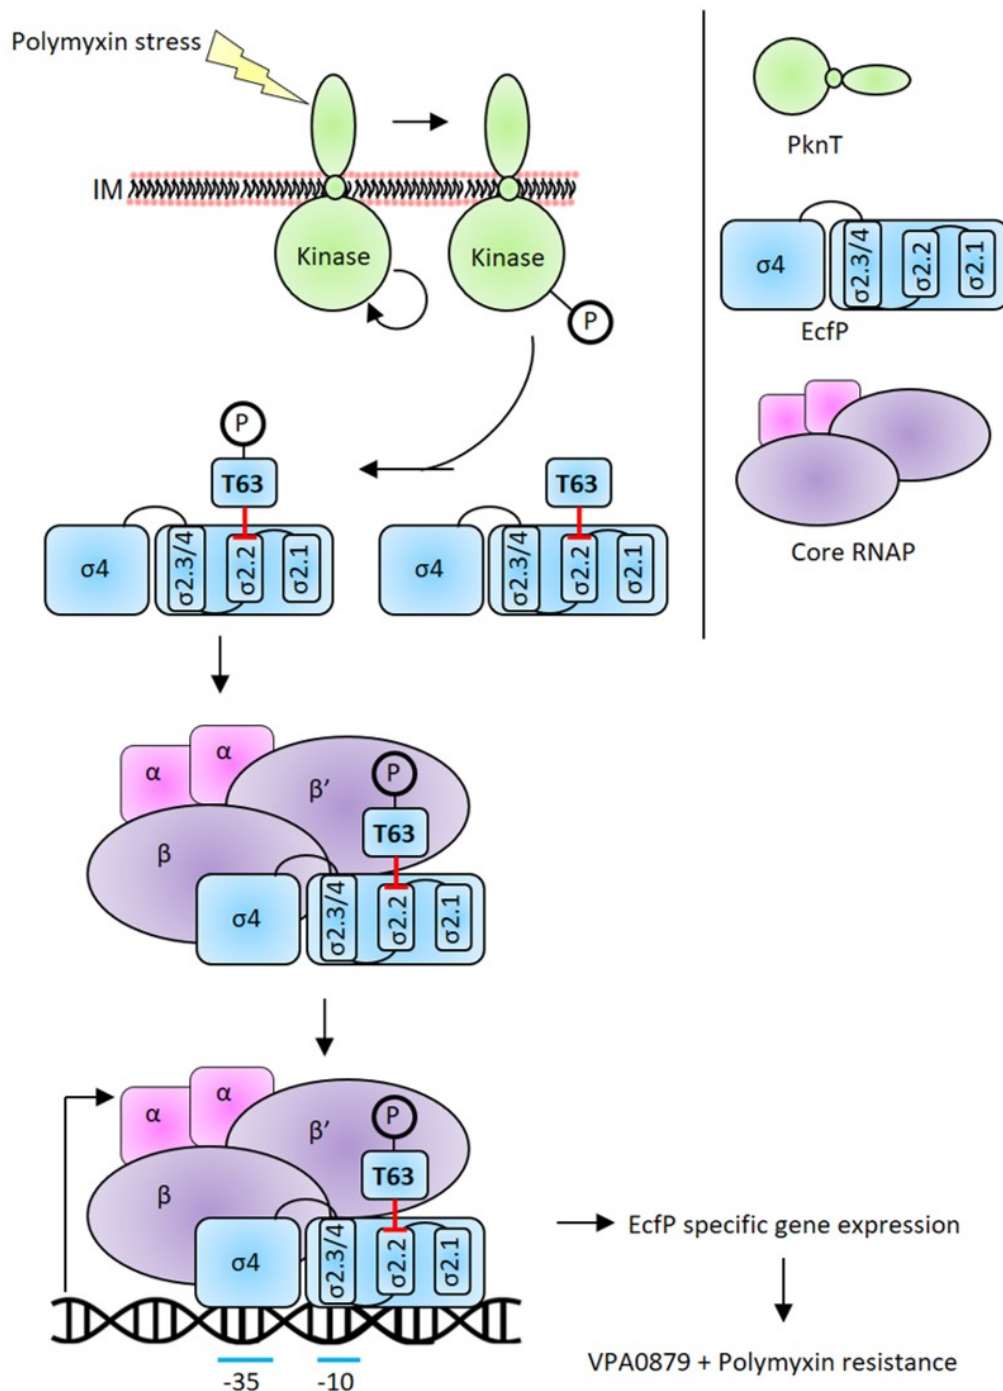 Polymyxin stress
IM
Kinase
Kinase
P
PknT
σ4
σ2.3/4
σ2.2
σ2.1
EcfP
Core RNAP
P
T63
T63
σ4
σ2.3/4
σ2.2
σ2.1
σ4
σ2.3/4
σ2.2
σ2.1
α
α
β
β’
P
T63
σ4
σ2.3/4
σ2.2
σ2.1
α
α
β
β’
P
T63
σ4
σ2.3/4
σ2.2
σ2.1
-35
-10
EcfP specific gene expression
VPA0879 + Polymyxin resistance